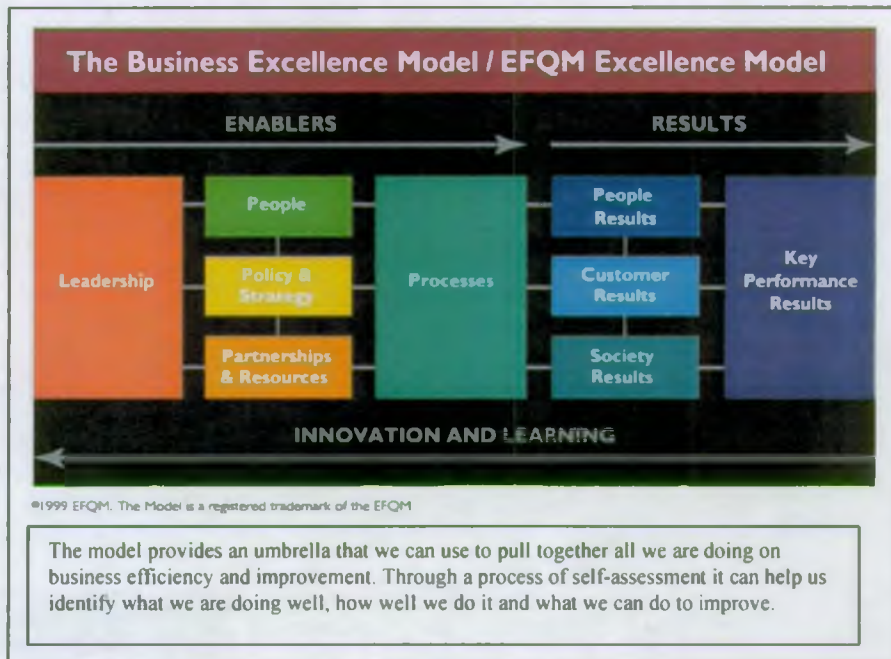 The Business Excellence Model / EFQM Excellence Model
ENABLERS
RESULTS
Leadership
People
Policy &
Strategy
Partnerships
& Resources
Processes
People
Results
Customer
Results
Society
Results
Key
Performance
Results
INNOVATION AND LEARNING
©1999 EFQM. The Model is a registered trademark of the EFQM
The model provides an umbrella that we can use to pull together all we are doing on
business efficiency and improvement. Through a process of self-assessment it can help us
identify what we are doing well, how well we do it and what we can do to improve.